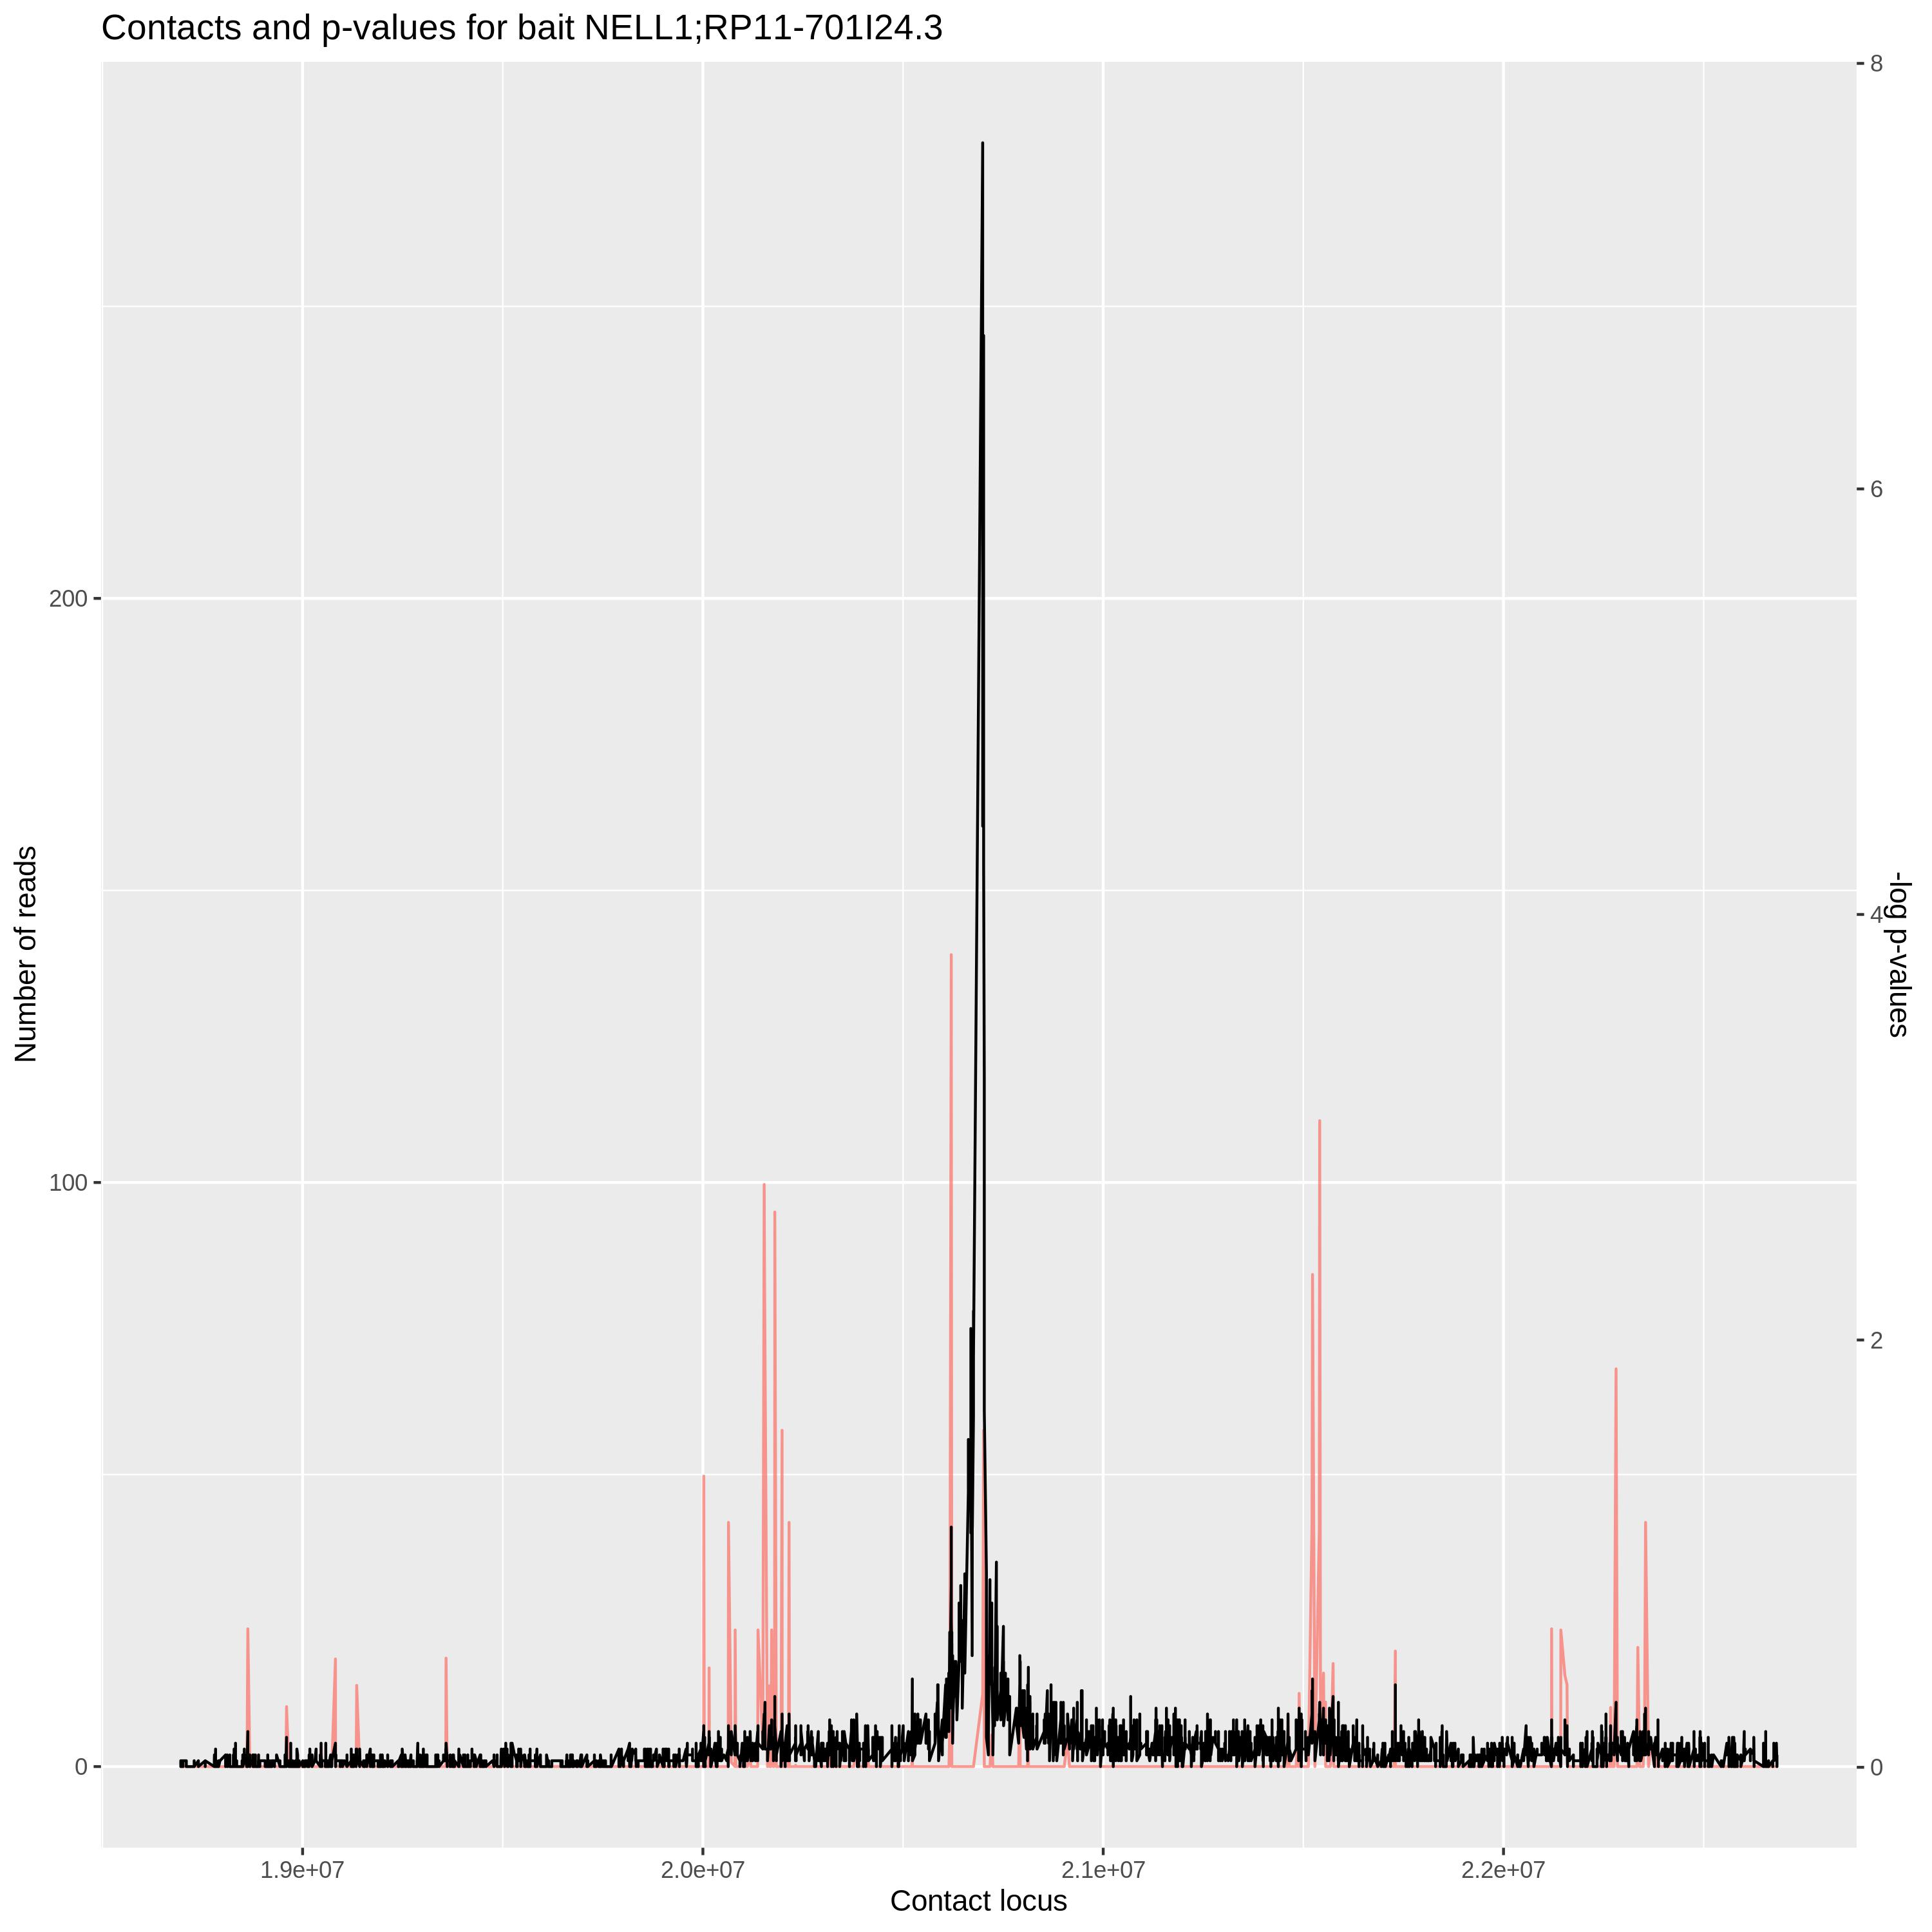 Contacts and p-values for bait NELL1;RP11-701I24.3
8
6
200
4
Number of reads
-log p-values
100
2
0
0
1.9e+07
2.0e+07
2.1e+07
2.2e+07
Contact locus